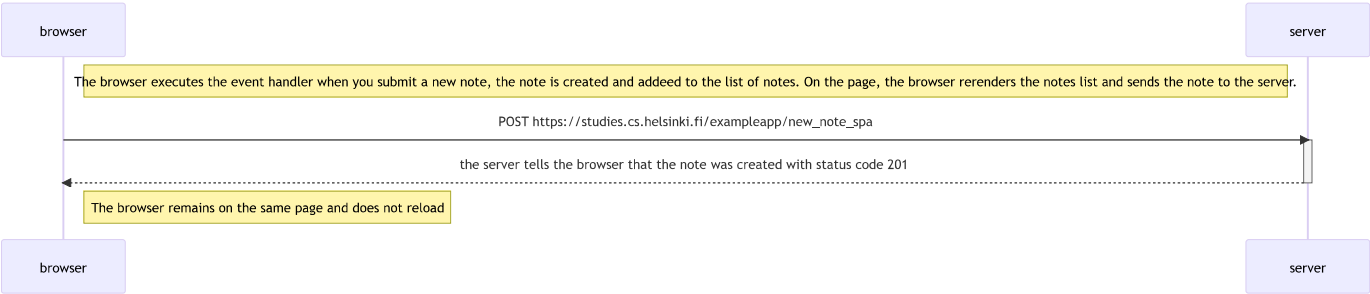 browser
server
The browser executes the event handler when you submit a new note, the note is created and addeed to the list of notes. On the page, the browser rerenders the notes list and sends the note to the server.
POST https://studies.cs.helsinki.fi/exampleapp/new_note_spa
the server tells the browser that the note was created with status code 201
The browser remains on the same page and does not reload
browser
server